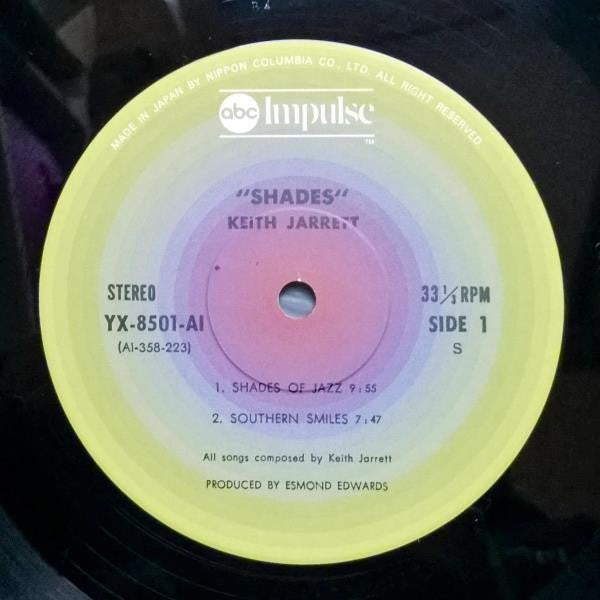 MADE IN JAPAN BY NIPPON COLUMBIA CO., LTD. ALL RIGHT RESERVED
abc Impulse
TM
"SHADES"
KEITH JARRETT
STEREO
33 1/3 RPM
YX-8501-AI
SIDE 1
(AI-358-223)
S
1. SHADES OF JAZZ 9:55
2. SOUTHERN SMILES 7:47
All songs composed by Keith Jarrett
PRODUCED BY ESMOND EDWARDS